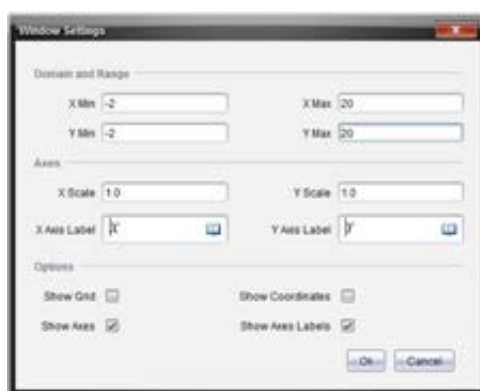 Window Settings
Domain and Range
X Min -2 X Max 20
Y Min -2 Y Max 20
Axes
X Scale 1.0 Y Scale 1.0
X Axis Label X Y Axis Label Y
Options
Show Grid Show Coordinates
Show Axes Show Axes Labels
Ok Cancel